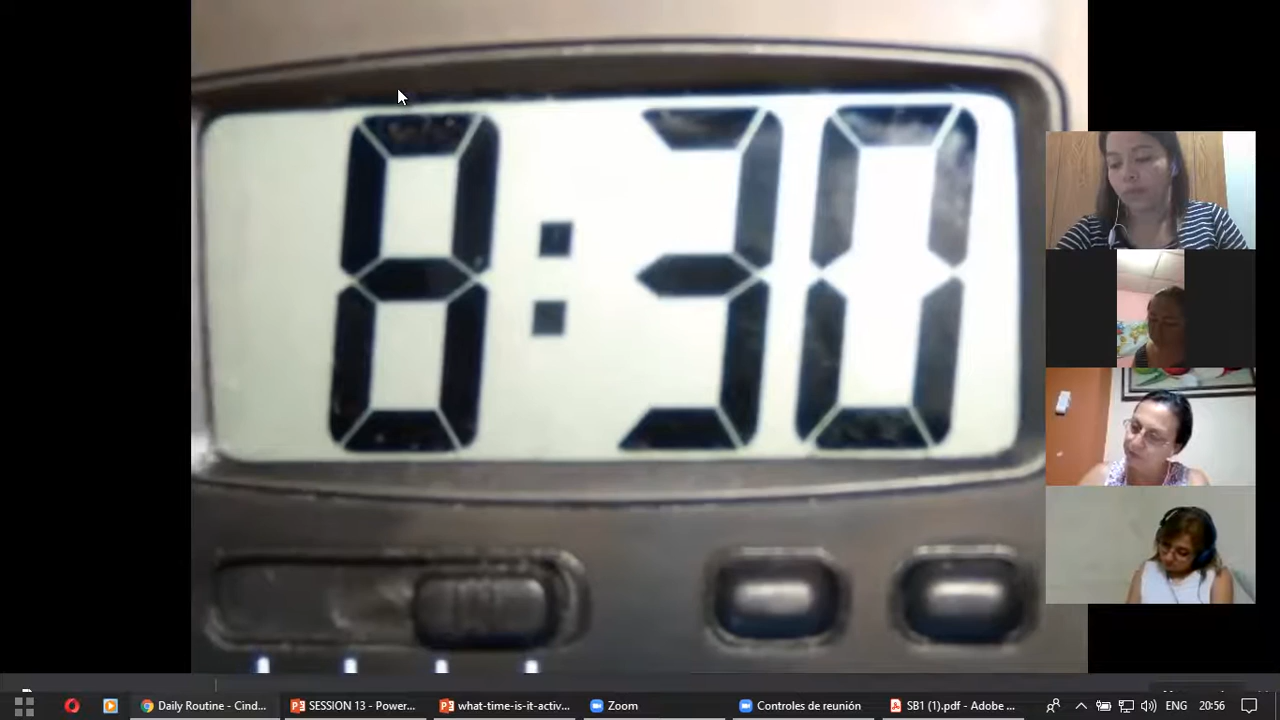 8:30
Daily Routine - Cind...
SESSION 13 - Power...
what-time-is-it-activ...
Zoom
Controles de reunión
SB1 (1).pdf - Adobe ...
ENG
20:56